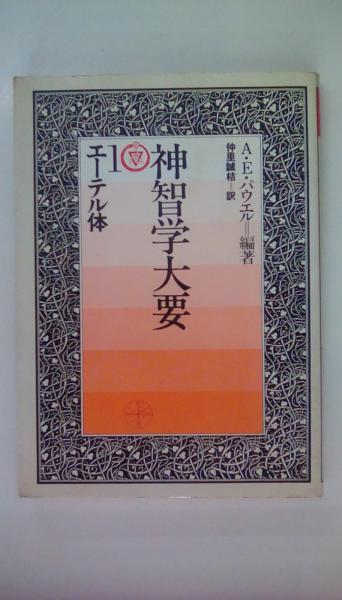 A・E・パウエル＝編著
仲里誠桔＝訳
神智学大要
1
エーテル体